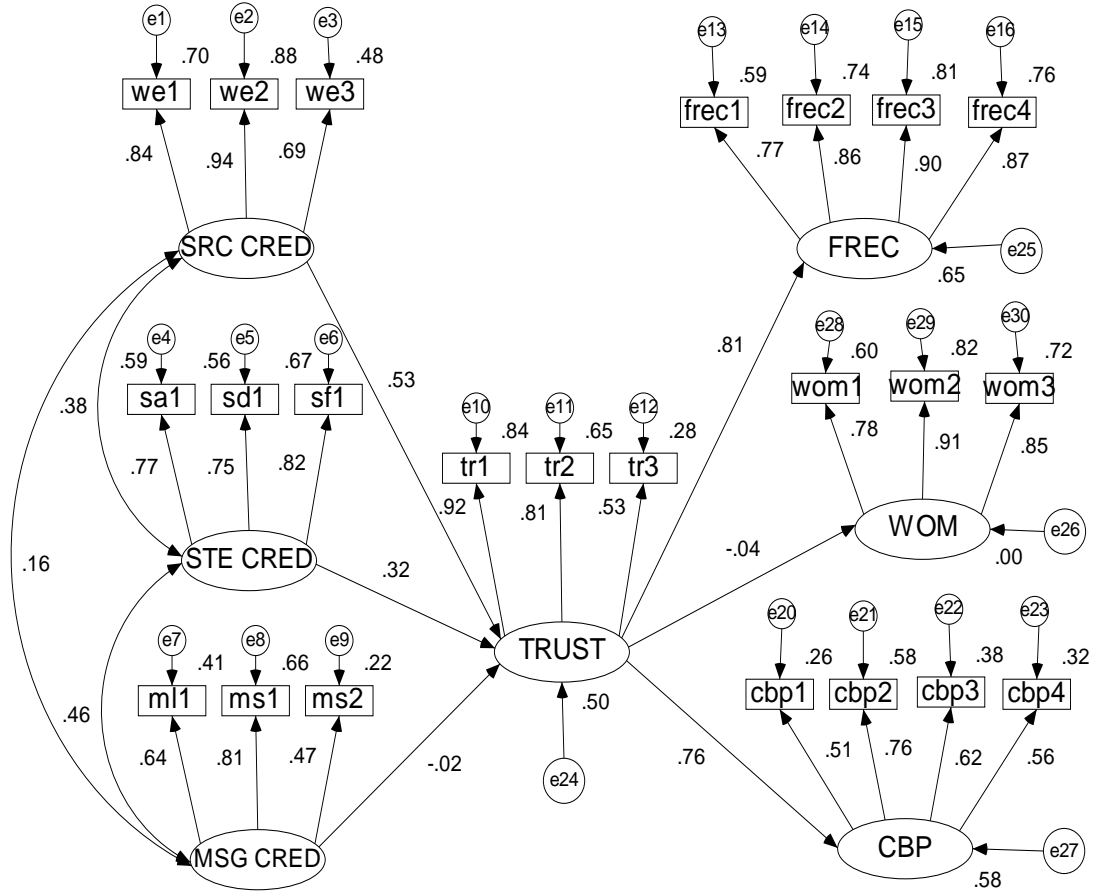 e1 e2 e3
.70 .88 .48
we1 we2 we3
.84 .94 .69
SRC CRED
e4 e5 e6
.59 .56 .67
sa1 sd1 sf1
.38
.77 .75 .82
STE CRED
.16
e7 e8 e9
.41 .66 .22
ml1 ms1 ms2
.46
.64 .81 .47
MSG CRED
.53
.32
-.02
e10 e11 e12
.84 .65 .28
tr1 tr2 tr3
.92 .81 .53
TRUST
.50
e24
.81
-.04
.76
e13 e14 e15 e16
.59 .74 .81 .76
frec1 frec2 frec3 frec4
.77 .86 .90 .87
FREC
e25
.65
e28 e29 e30
.60 .82 .72
wom1 wom2 wom3
.78 .91 .85
WOM
e26
.00
e20 e21 e22 e23
.26 .58 .38 .32
cbp1 cbp2 cbp3 cbp4
.51 .76 .62 .56
CBP
e27
.58